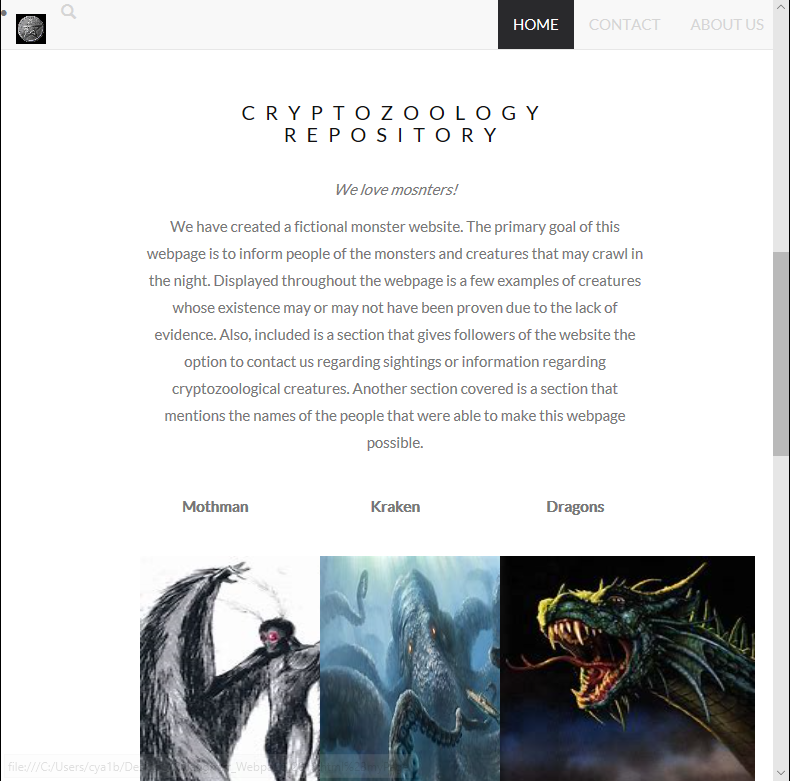 HOME CONTACT ABOUT US
CRYPTOZOOLOGY
REPOSITORY
We love mosnters!
We have created a fictional monster website. The primary goal of this
webpage is to inform people of the monsters and creatures that may crawl in
the night. Displayed throughout the webpage is a few examples of creatures
whose existence may or may not have been proven due to the lack of
evidence. Also, included is a section that gives followers of the website the
option to contact us regarding sightings or information regarding
cryptozoological creatures. Another section covered is a section that
mentions the names of the people that were able to make this webpage
possible.
Mothman Kraken Dragons
file:///C:/Users/cya1b/